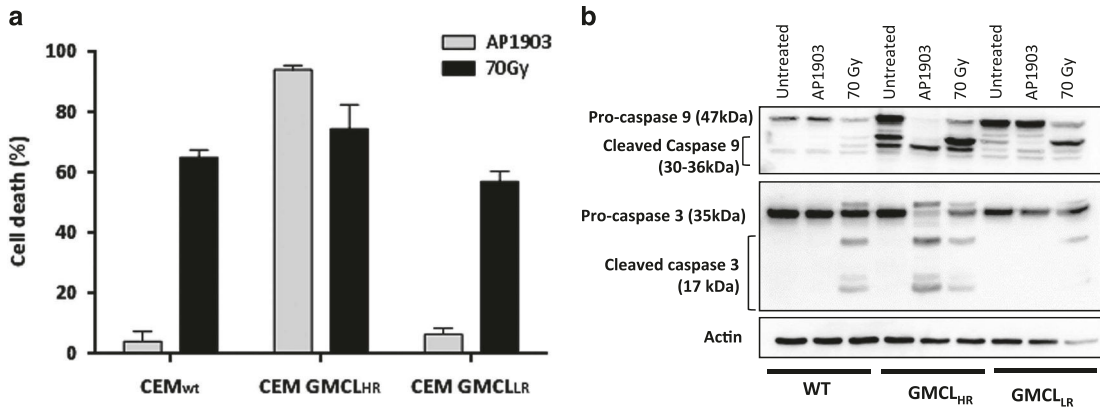 a
Cell death (%)
100
80
60
40
20
0
AP1903
70Gy
CEMwt
CEM GMCLHR
CEM GMCLLR
b
Untreated
AP1903
70 Gy
Untreated
AP1903
70 Gy
Untreated
AP1903
70 Gy
Pro-caspase 9 (47kDa)
Cleaved Caspase 9
(30-36kDa)
Pro-caspase 3 (35kDa)
Cleaved caspase 3
(17 kDa)
Actin
WT
GMCLHR
GMCLLR